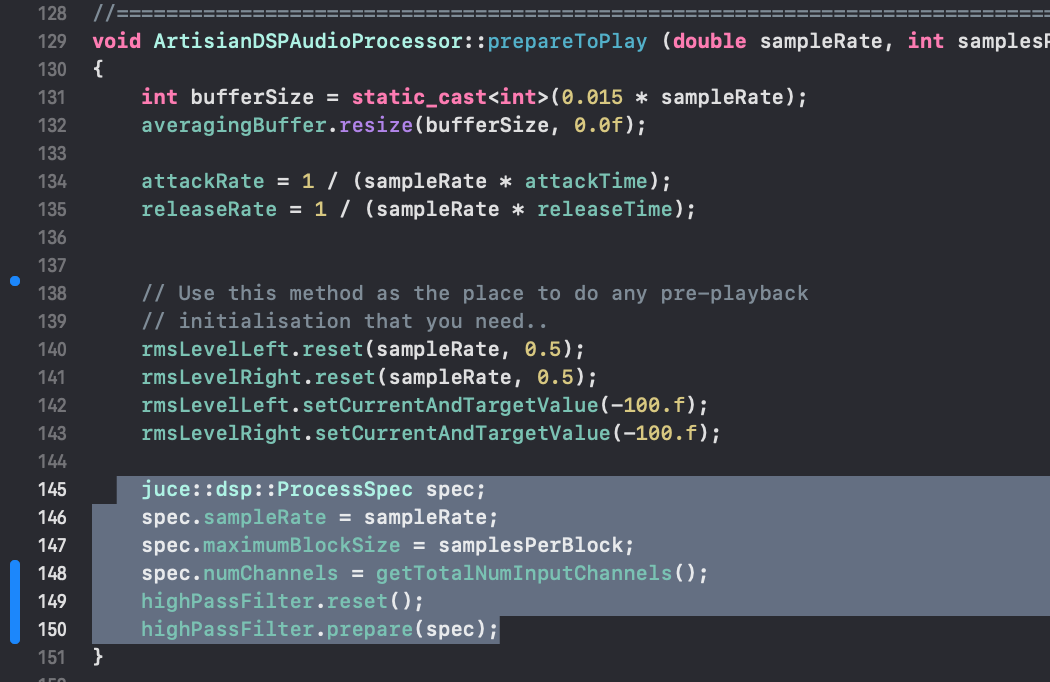 128 //==============================================================================
129 void ArtisianDSPAudioProcessor::prepareToPlay (double sampleRate, int samplesP
130 {
131     int bufferSize = static_cast<int>(0.015 * sampleRate);
132     averagingBuffer.resize(bufferSize, 0.0f);
133
134     attackRate = 1 / (sampleRate * attackTime);
135     releaseRate = 1 / (sampleRate * releaseTime);
136
137
138     // Use this method as the place to do any pre-playback
139     // initialisation that you need..
140     rmsLevelLeft.reset(sampleRate, 0.5);
141     rmsLevelRight.reset(sampleRate, 0.5);
142     rmsLevelLeft.setCurrentAndTargetValue(-100.f);
143     rmsLevelRight.setCurrentAndTargetValue(-100.f);
144
145     juce::dsp::ProcessSpec spec;
146     spec.sampleRate = sampleRate;
147     spec.maximumBlockSize = samplesPerBlock;
148     spec.numChannels = getTotalNumInputChannels();
149     highPassFilter.reset();
150     highPassFilter.prepare(spec);
151 }